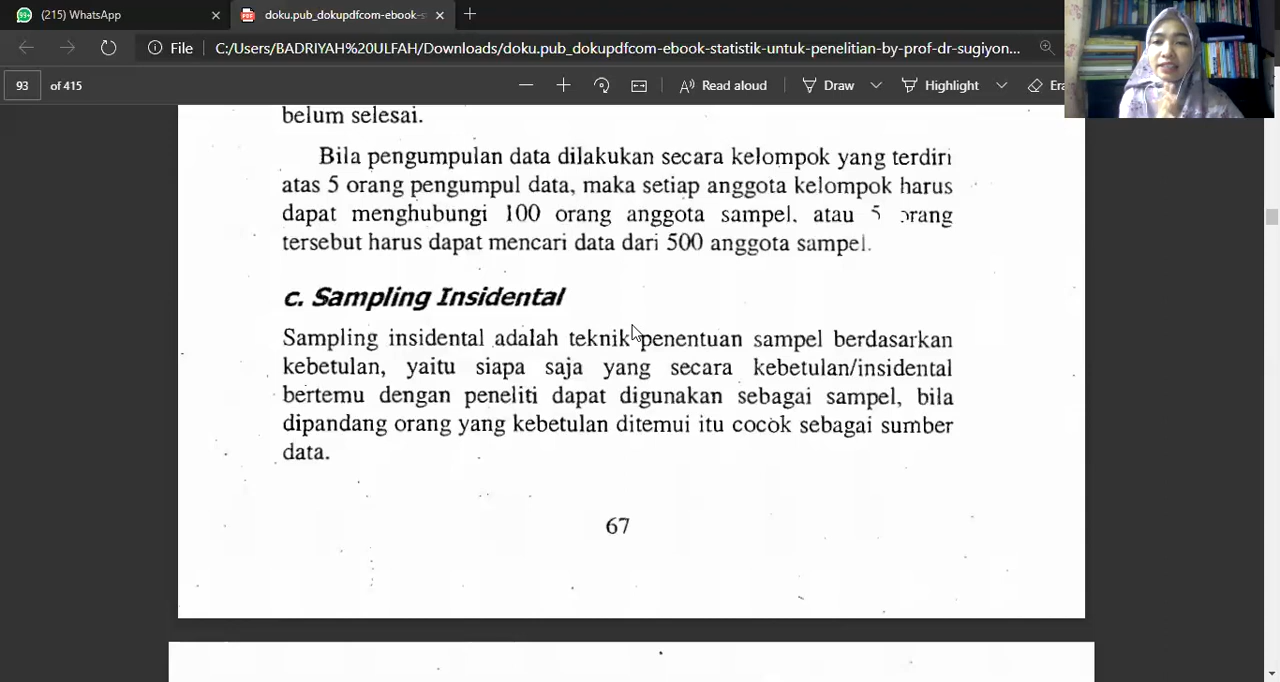 99+
(215) WhatsApp
doku.pub_dokupdfcom-ebook-s
File
C:/Users/BADRIYAH%20ULFAH/Downloads/doku.pub_dokupdfcom-ebook-statistik-untuk-penelitian-by-prof-dr-sugiyon...
93 of 415
Read aloud
Draw
Highlight
Era
belum selesai.
Bila pengumpulan data dilakukan secara kelompok yang terdiri
atas 5 orang pengumpul data, maka setiap anggota kelompok harus
dapat menghubungi 100 orang anggota sampel. atau 5 orang
tersebut harus dapat mencari data dari 500 anggota sampel.
c. Sampling Insidental
Sampling insidental adalah teknik penentuan sampel berdasarkan
kebetulan, yaitu siapa saja yang secara kebetulan/insidental
bertemu dengan peneliti dapat digunakan sebagai sampel, bila
dipandang orang yang kebetulan ditemui itu cocok sebagai sumber
data.
67